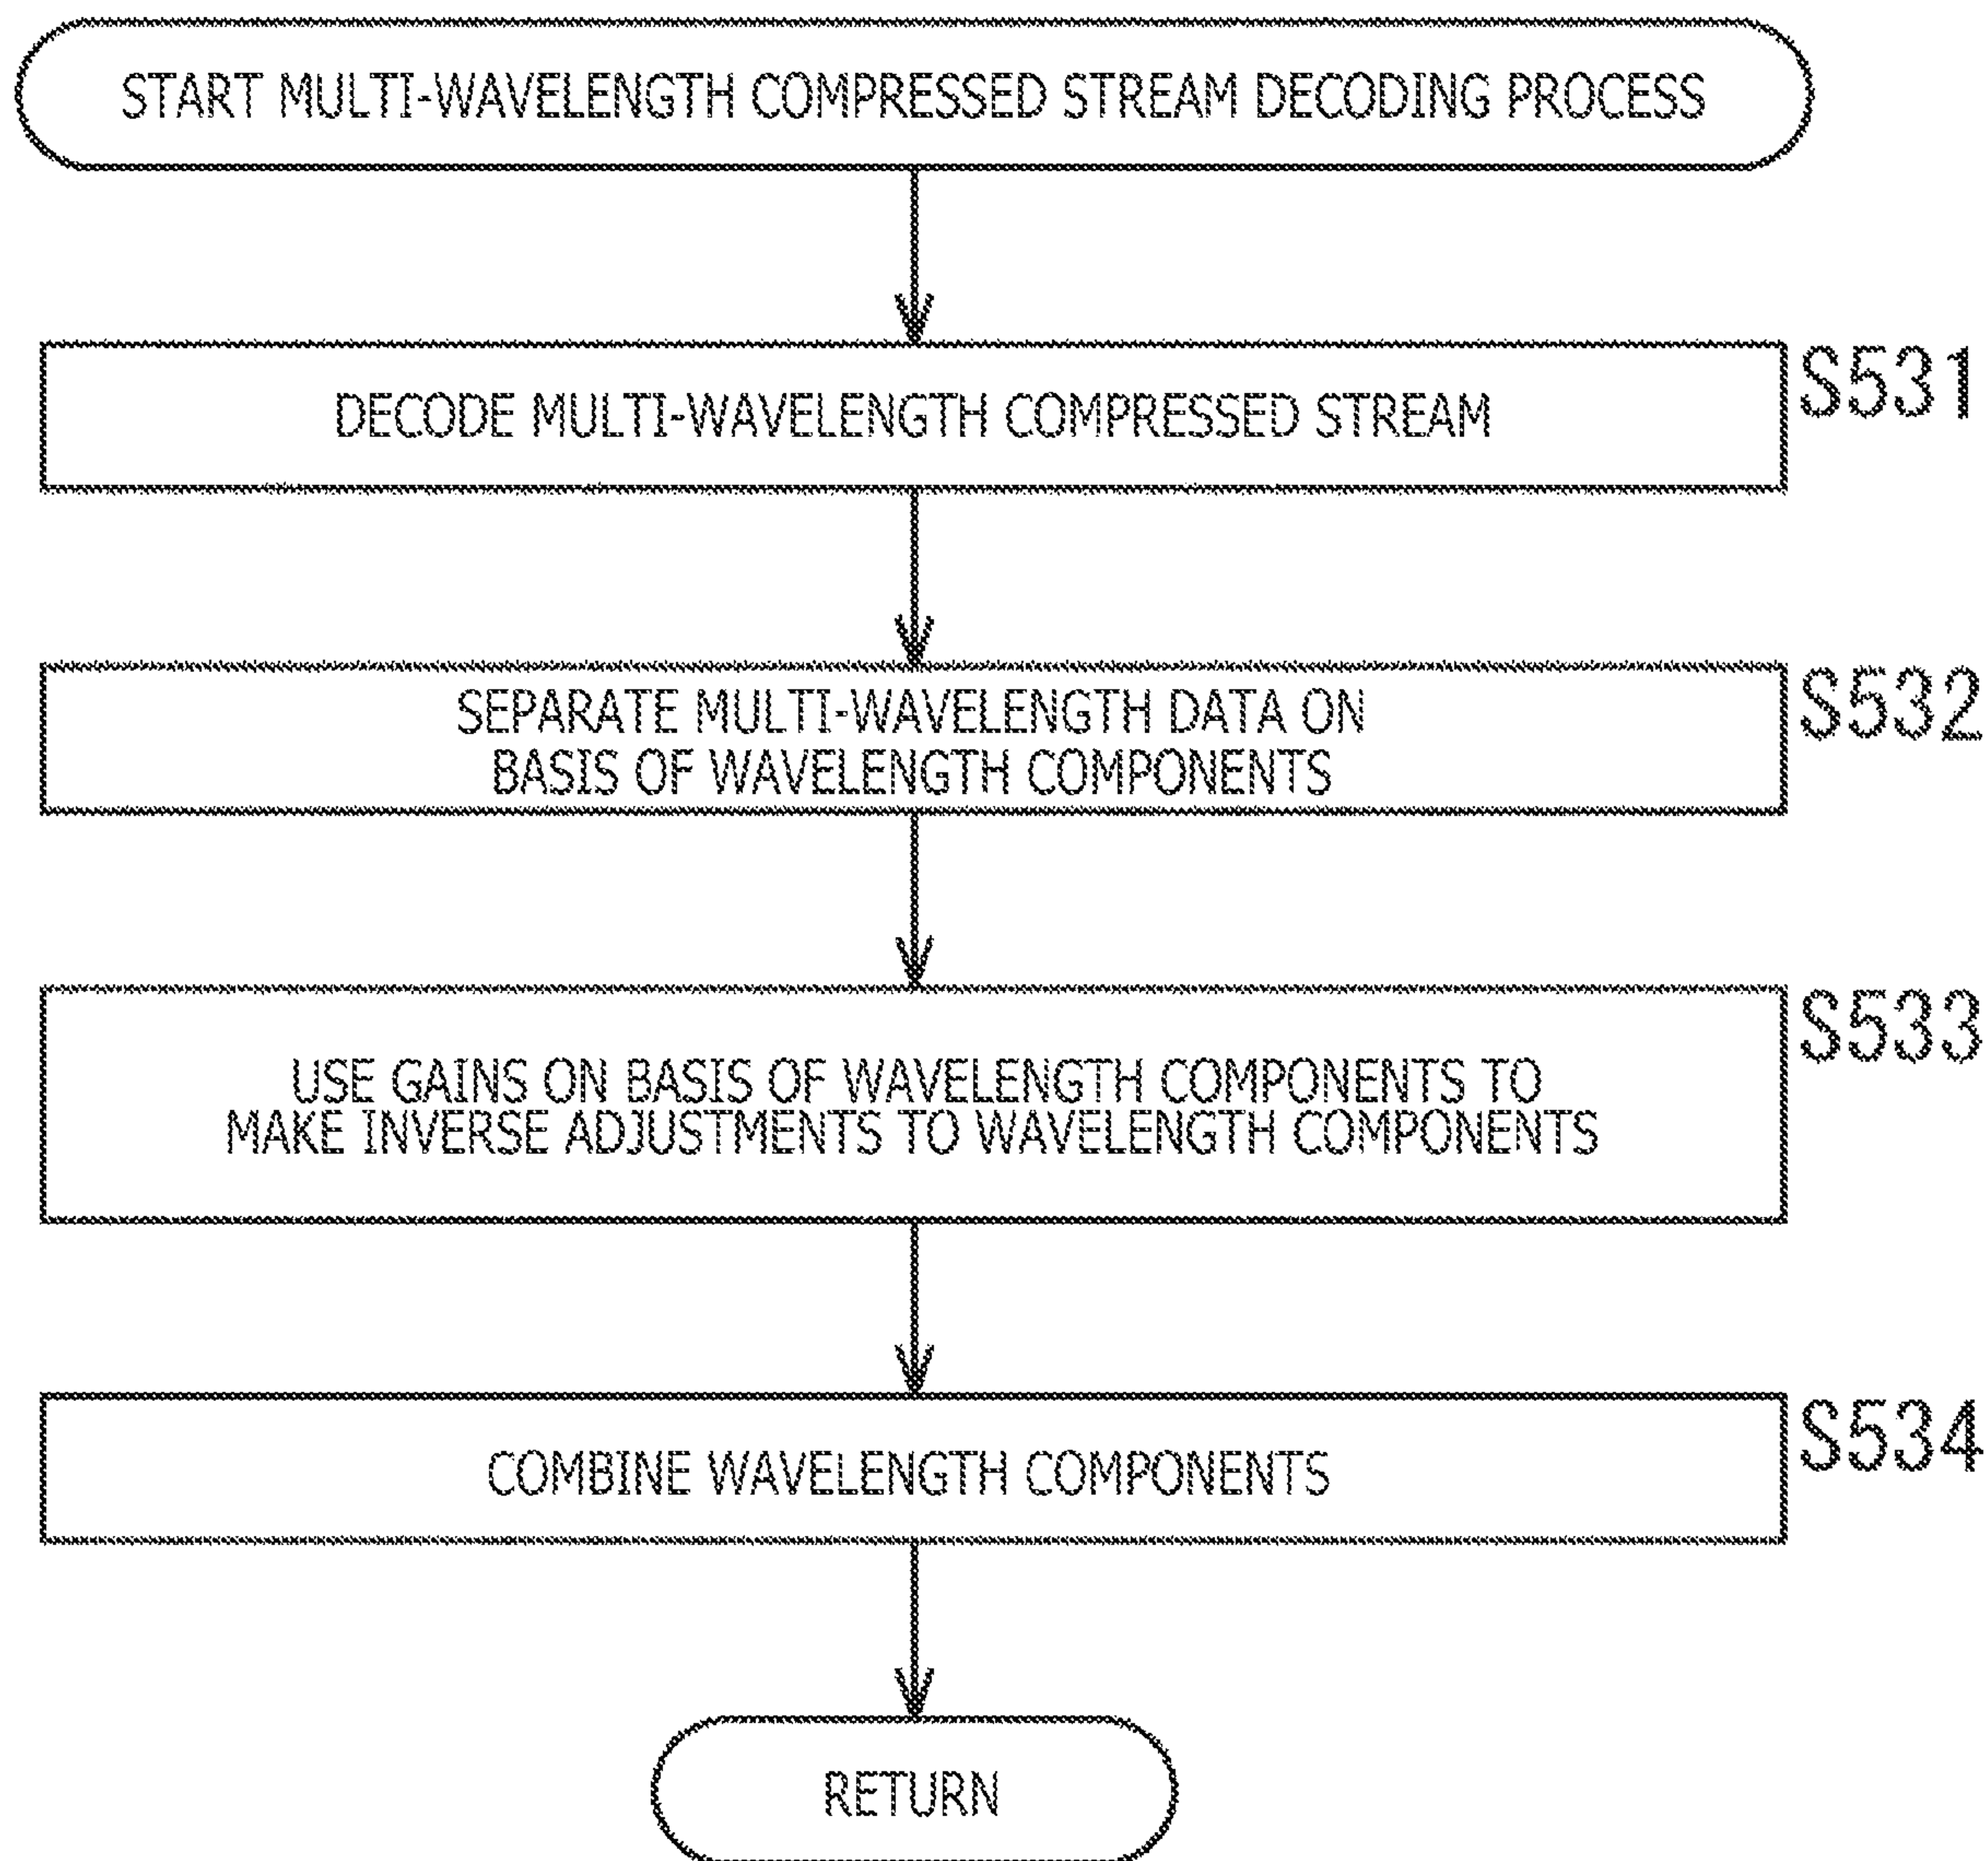 START MULTI-WAVELENGTH COMPRESSED STREAM DECODING PROCESS
DECODE MULTI-WAVELENGTH COMPRESSED STREAM
S531
SEPARATE MULTI-WAVELENGTH DATA ON
BASIS OF WAVELENGTH COMPONENTS
S532
USE GAINS ON BASIS OF WAVELENGTH COMPONENTS TO
MAKE INVERSE ADJUSTMENTS TO WAVELENGTH COMPONENTS
S533
COMBINE WAVELENGTH COMPONENTS
S534
RETURN